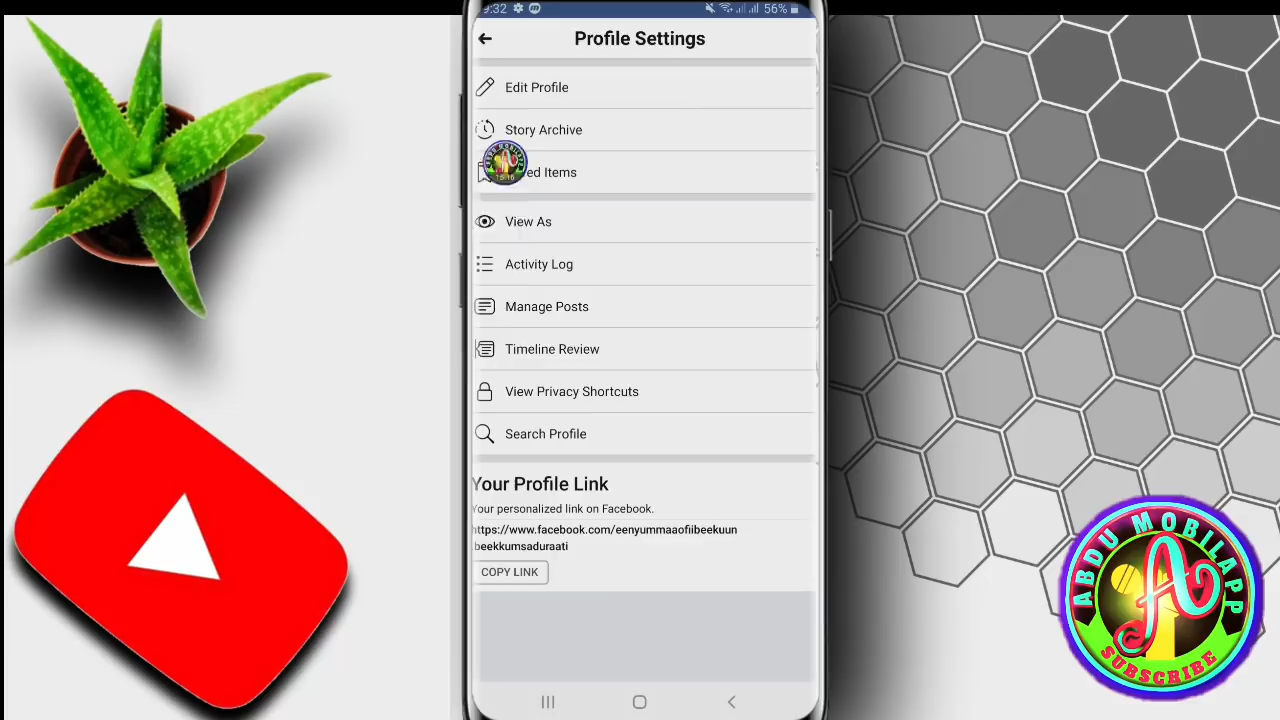 9:32
56%
Profile Settings
Edit Profile
Story Archive
Items
View As
Activity Log
Manage Posts
Timeline Review
View Privacy Shortcuts
Search Profile
Your Profile Link
Your personalized link on Facebook.
https://www.facebook.com/eenyummaaofiibeekuun
beekkumsaduraati
COPY LINK
ABDU MOBILAPP
A
SUBSCRIBE